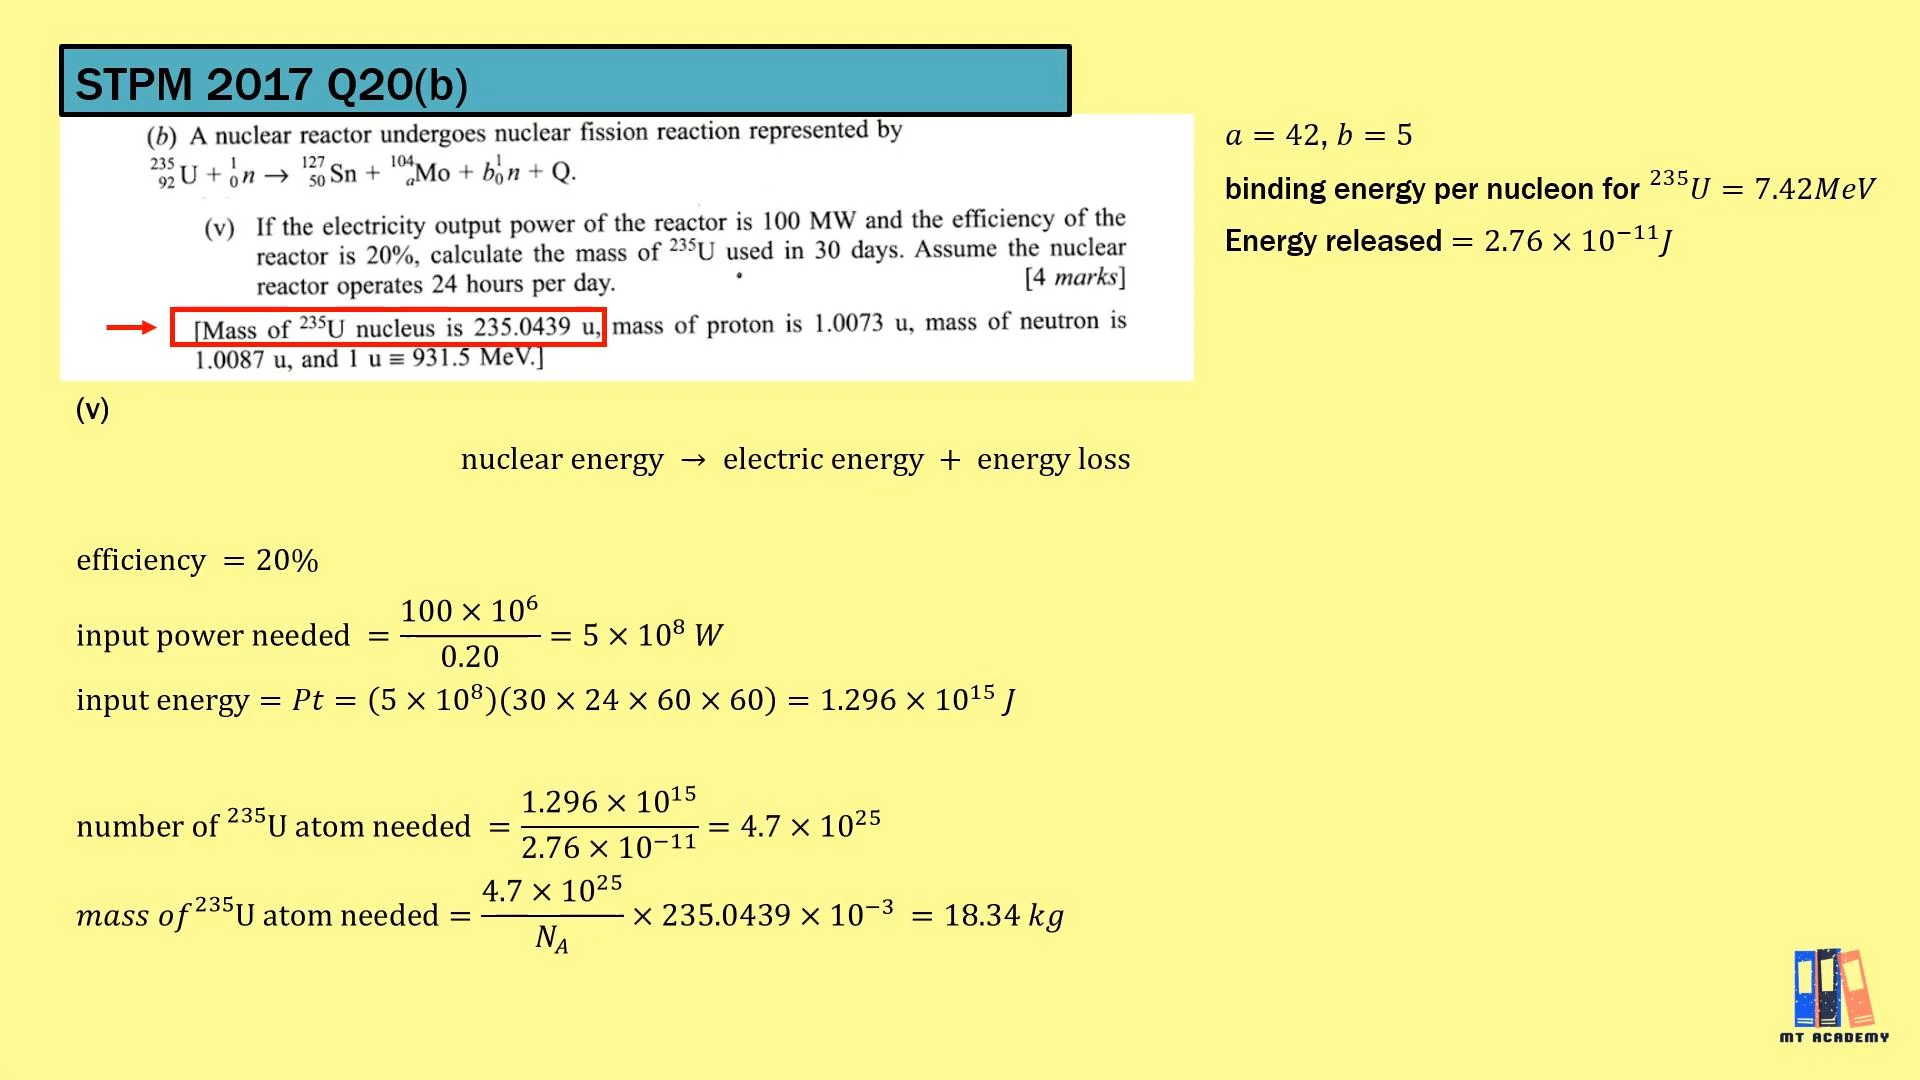 STPM 2017 Q20(b)
(b) A nuclear reactor undergoes nuclear fission reaction represented by
²³⁵₉₂U + ¹₀n → ¹²⁷₅₀Sn + ¹⁰⁴ₐMo + b¹₀n + Q.
(v) If the electricity output power of the reactor is 100 MW and the efficiency of the
reactor is 20%, calculate the mass of ²³⁵U used in 30 days. Assume the nuclear
reactor operates 24 hours per day. [4 marks]
[Mass of ²³⁵U nucleus is 235.0439 u, mass of proton is 1.0073 u, mass of neutron is
1.0087 u, and 1 u ≡ 931.5 MeV.]
a = 42, b = 5
binding energy per nucleon for ²³⁵U = 7.42MeV
Energy released = 2.76 × 10⁻¹¹J
(v)
nuclear energy → electric energy + energy loss
efficiency = 20%
input power needed = 100 × 10⁶ / 0.20 = 5 × 10⁸ W
input energy = Pt = (5 × 10⁸)(30 × 24 × 60 × 60) = 1.296 × 10¹⁵ J
number of ²³⁵U atom needed = 1.296 × 10¹⁵ / 2.76 × 10⁻¹¹ = 4.7 × 10²⁵
mass of ²³⁵U atom needed = 4.7 × 10²⁵ / N_A × 235.0439 × 10⁻³ = 18.34 kg
MT ACADEMY